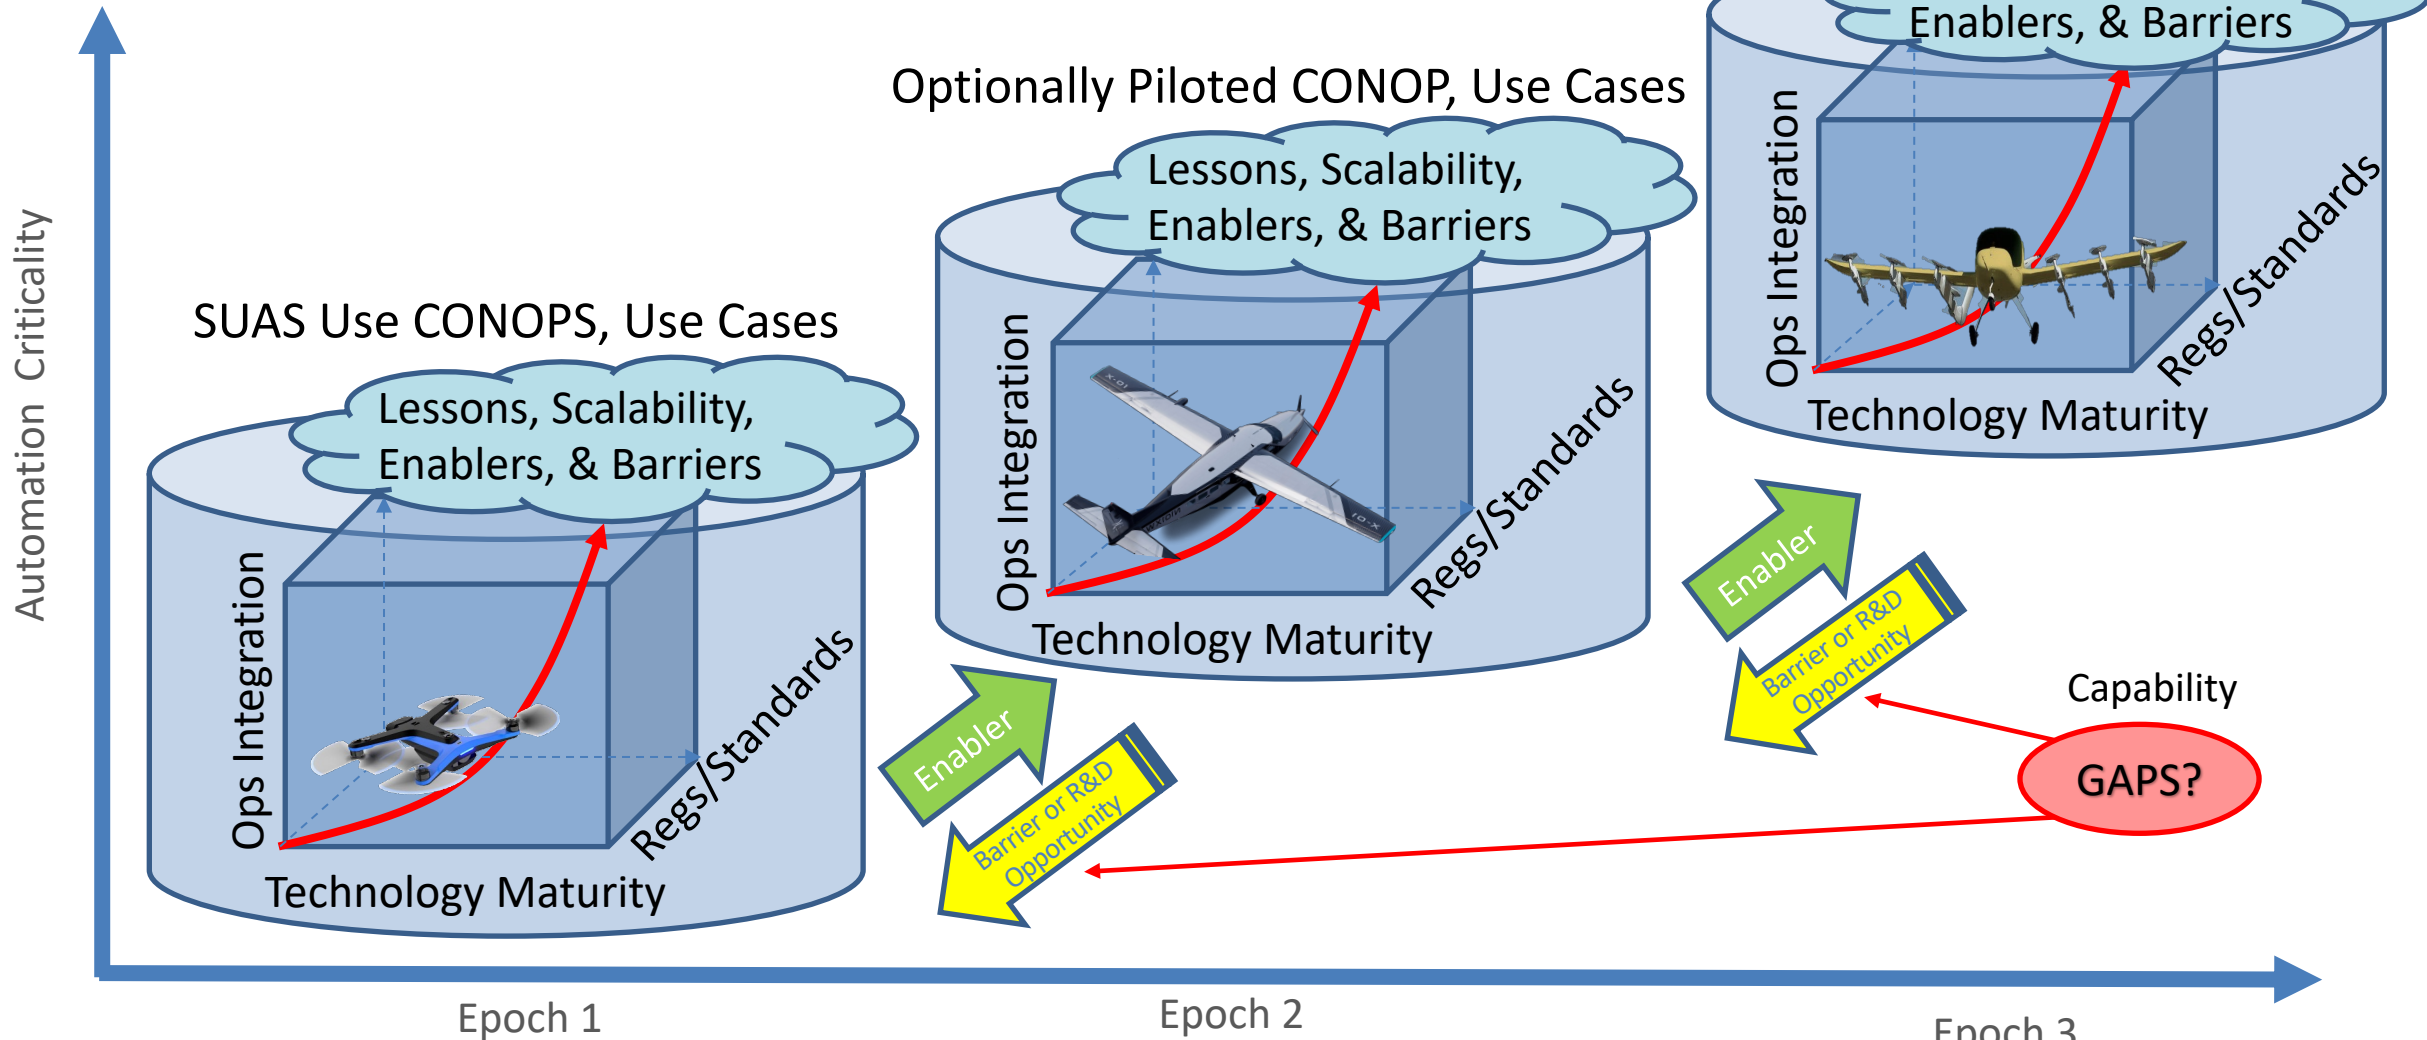 Enablers, & Barriers
Optionally Piloted CONOP, Use Cases
Lessons, Scalability,
Enablers, & Barriers
SUAS Use CONOPS, Use Cases
Lessons, Scalability,
Enablers, & Barriers
Automation Criticality
Ops Integration
Technology Maturity
Regs/Standards
Ops Integration
X-01
X-01
Technology Maturity
Regs/Standards
Ops Integration
Technology Maturity
Regs/Standards
Enabler
Barrier or R&D
Opportunity
Enabler
Barrier or R&D
Opportunity
Capability
GAPS?
Epoch 1
Epoch 2
Epoch 3